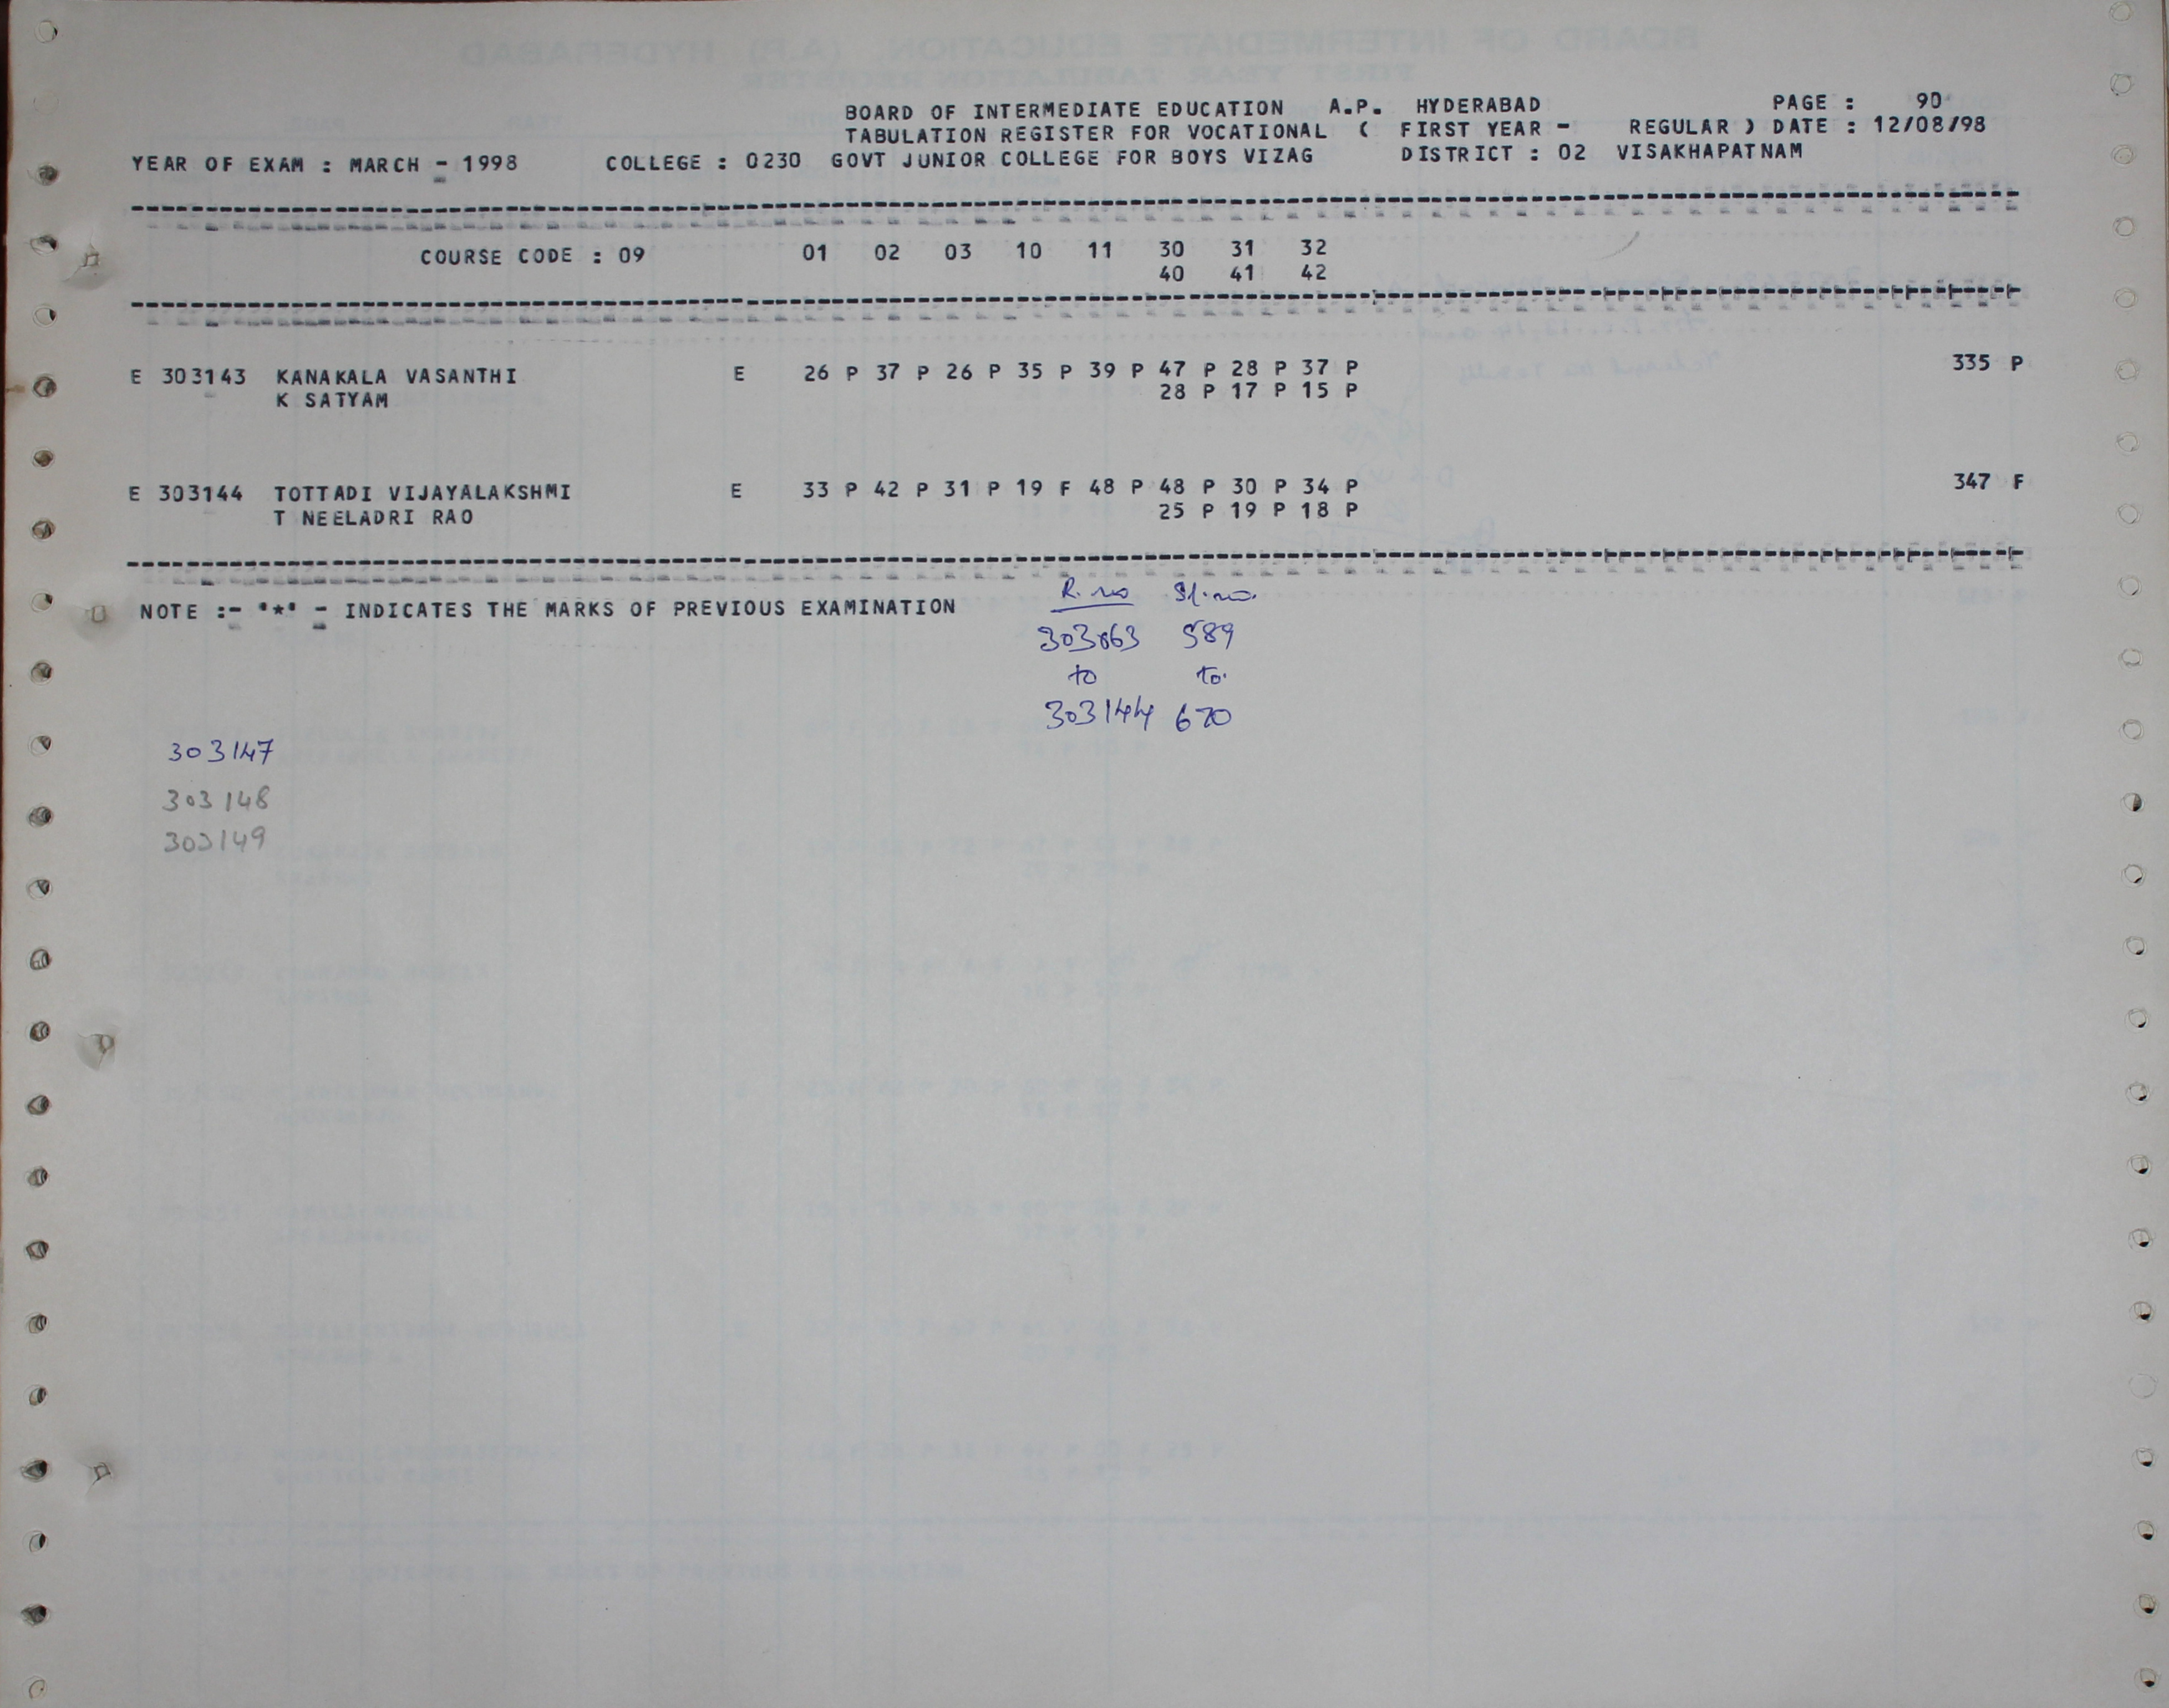 BOARD OF INTERMEDIATE EDUCATION A.P. HYDERABAD PAGE : 90
TABULATION REGISTER FOR VOCATIONAL ( FIRST YEAR - REGULAR ) DATE : 12/08/98
YEAR OF EXAM : MARCH - 1998 COLLEGE : 0230 GOVT JUNIOR COLLEGE FOR BOYS VIZAG DISTRICT : 02 VISAKHAPATNAM
COURSE CODE : 09 01 02 03 10 11 30 31 32
40 41 42
E 303143 KANAKALA VASANTHI E 26 P 37 P 26 P 35 P 39 P 47 P 28 P 37 P 335 P
K SATYAM 28 P 17 P 15 P
E 303144 TOTTADI VIJAYALAKSHMI E 33 P 42 P 31 P 19 F 48 P 48 P 30 P 34 P 347 F
T NEELADRI RAO 25 P 19 P 18 P
NOTE :- '*' - INDICATES THE MARKS OF PREVIOUS EXAMINATION
R. no Sl. no.
303063 589
to to.
303144 670
303147
303148
303149